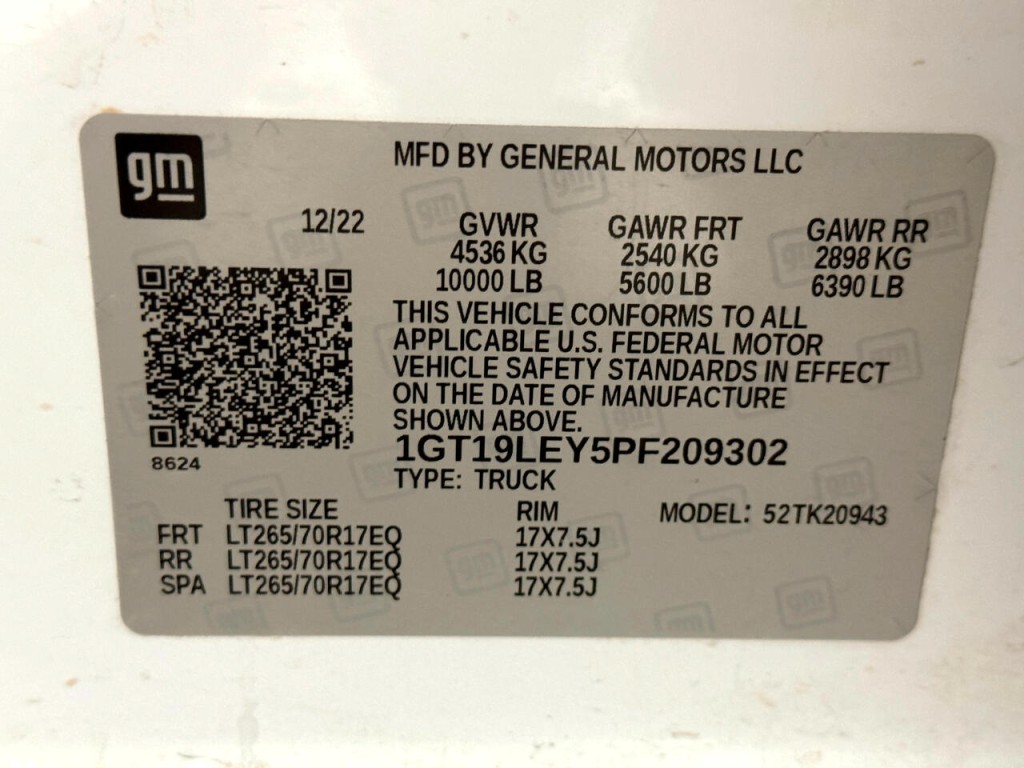 gm
MFD BY GENERAL MOTORS LLC
12/22 GVWR GAWR FRT GAWR RR
4536 KG 2540 KG 2898 KG
10000 LB 5600 LB 6390 LB
THIS VEHICLE CONFORMS TO ALL
APPLICABLE U.S. FEDERAL MOTOR
VEHICLE SAFETY STANDARDS IN EFFECT
ON THE DATE OF MANUFACTURE
SHOWN ABOVE.
8624
1GT19LEY5PF209302
TYPE: TRUCK
TIRE SIZE RIM MODEL: 52TK20943
FRT LT265/70R17EQ 17X7.5J
RR LT265/70R17EQ 17X7.5J
SPA LT265/70R17EQ 17X7.5J